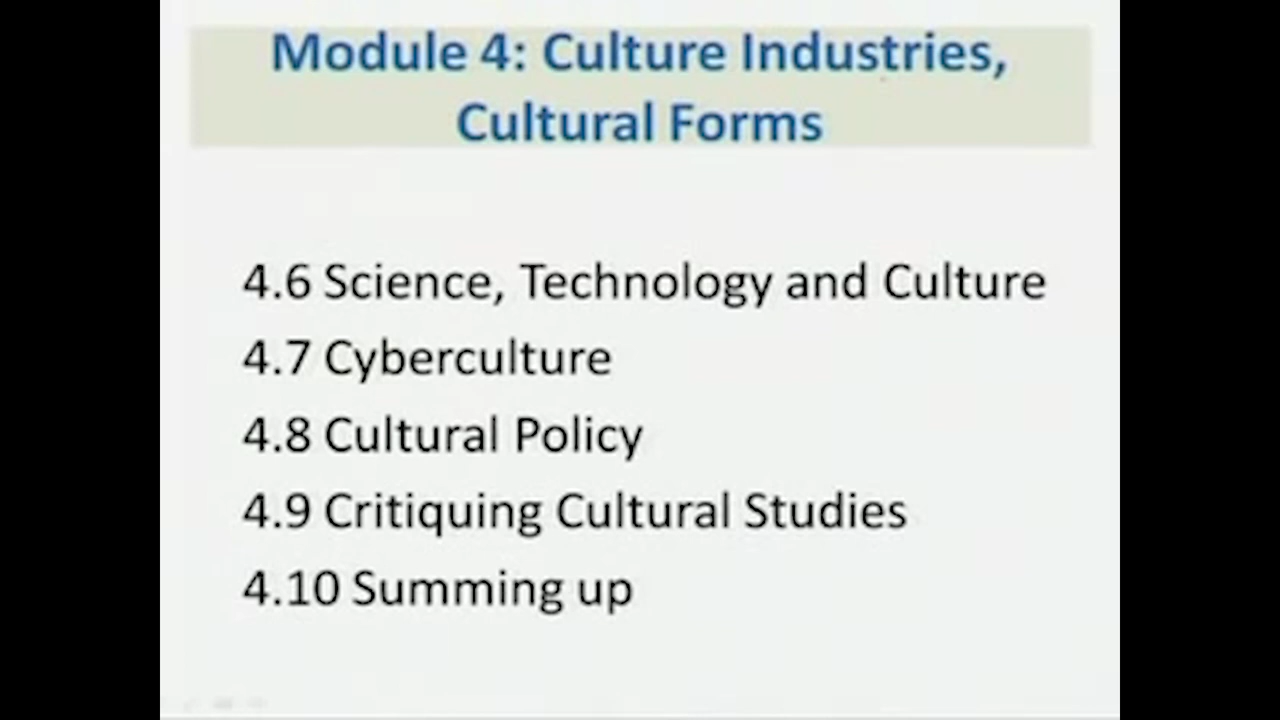 Module 4: Culture Industries,
Cultural Forms
4.6 Science, Technology and Culture
4.7 Cyberculture
4.8 Cultural Policy
4.9 Critiquing Cultural Studies
4.10 Summing up